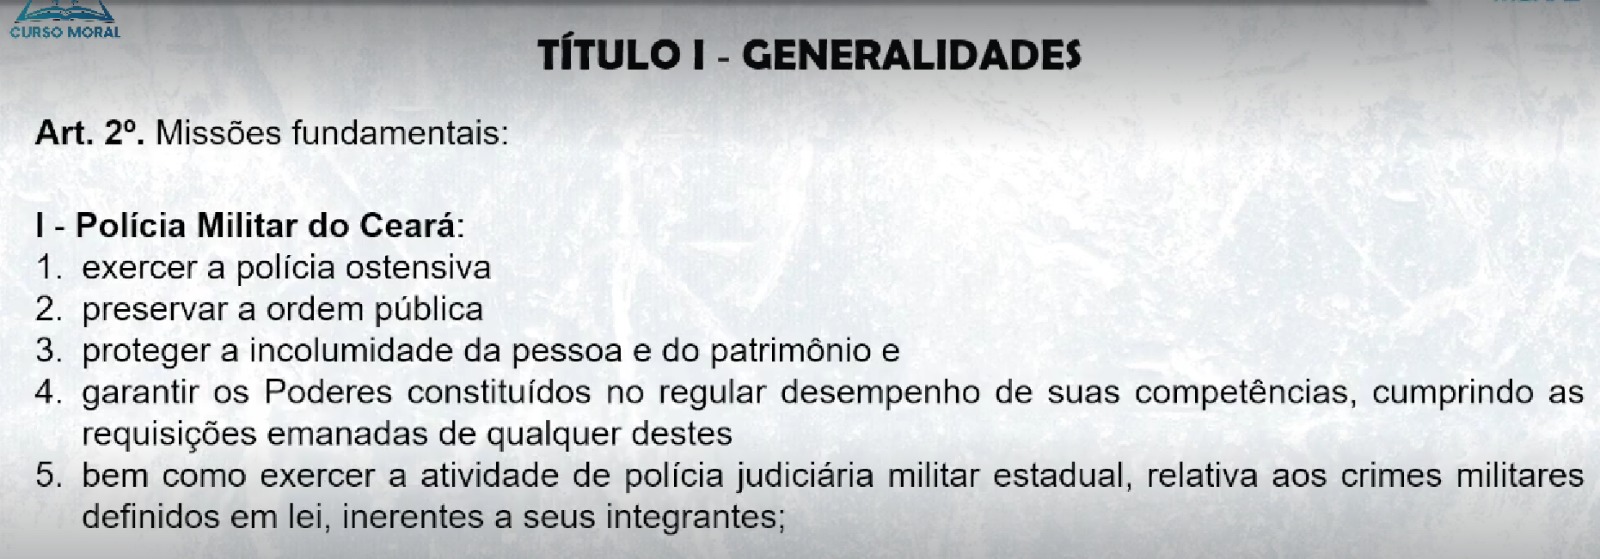 CURSO MORAL
TÍTULO I - GENERALIDADES
Art. 2º. Missões fundamentais:
I - Polícia Militar do Ceará:
1. exercer a polícia ostensiva
2. preservar a ordem pública
3. proteger a incolumidade da pessoa e do patrimônio e
4. garantir os Poderes constituídos no regular desempenho de suas competências, cumprindo as
requisições emanadas de qualquer destes
5. bem como exercer a atividade de polícia judiciária militar estadual, relativa aos crimes militares
definidos em lei, inerentes a seus integrantes;